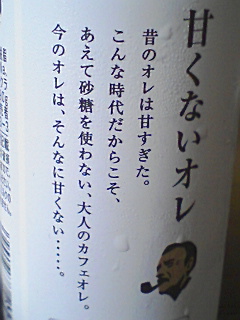 甘くないオレ
昔のオレは甘すぎた。
こんな時代だからこそ、
あえて砂糖を使わない、大人のカフェオレ。
今のオレは、そんなに甘くない‥‥‥。